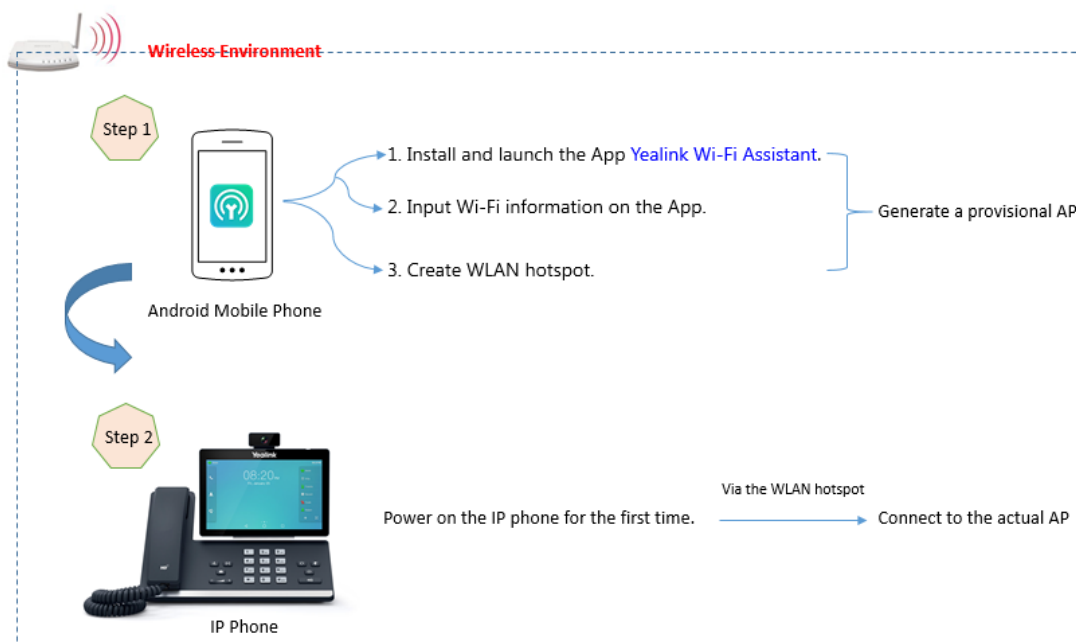 Wireless Environment
Step 1
1. Install and launch the App Yealink Wi-Fi Assistant.
2. Input Wi-Fi information on the App.
Generate a provisional AP
3. Create WLAN hotspot.
Android Mobile Phone
Step 2
Yealink
08:20
Via the WLAN hotspot
Power on the IP phone for the first time.
Connect to the actual AP
IP Phone